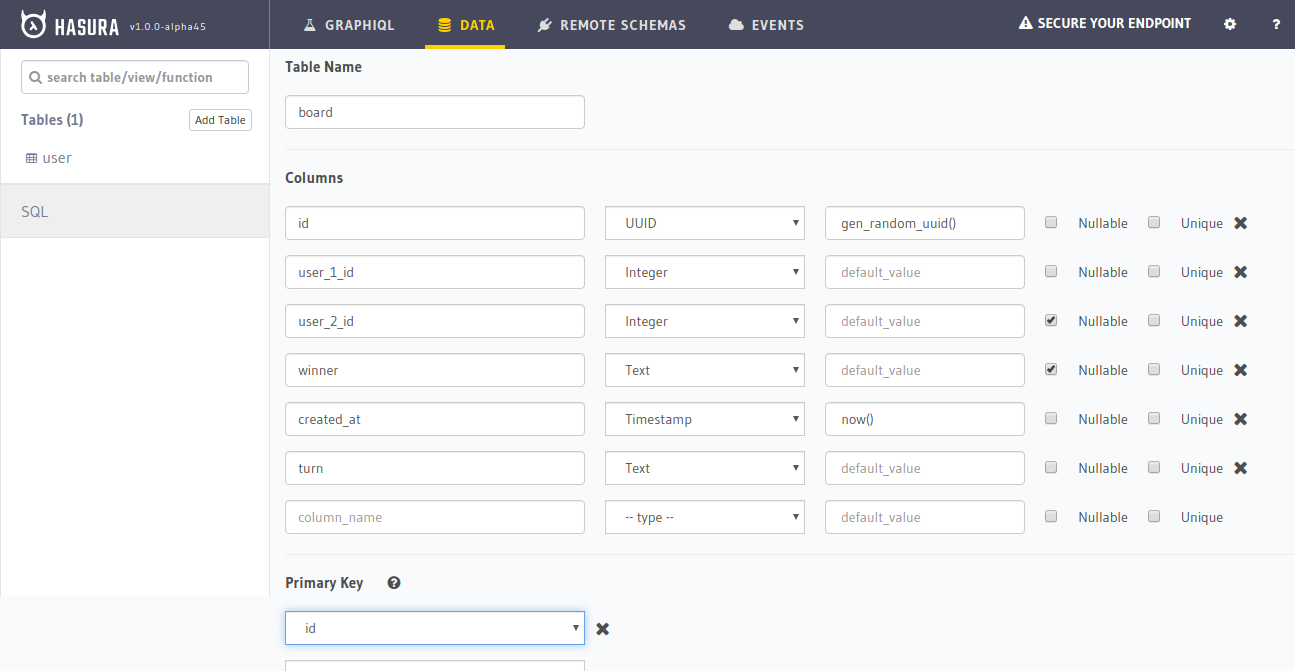 HASURA v1.0.0-alpha45 GRAPHIQL DATA REMOTE SCHEMAS EVENTS SECURE YOUR ENDPOINT ?
search table/view/function
Tables (1) Add Table
user
SQL
Table Name
board
Columns
id UUID gen_random_uuid() Nullable Unique
user_1_id Integer default_value Nullable Unique
user_2_id Integer default_value Nullable Unique
winner Text default_value Nullable Unique
created_at Timestamp now() Nullable Unique
turn Text default_value Nullable Unique
column_name -- type -- default_value Nullable Unique
Primary Key ?
id